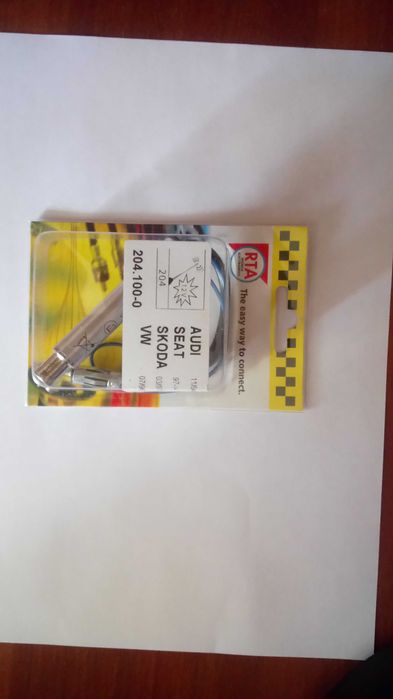 RTA
The easy way to connect.
AUDI
SEAT
SKODA
VW
204
204.100-0